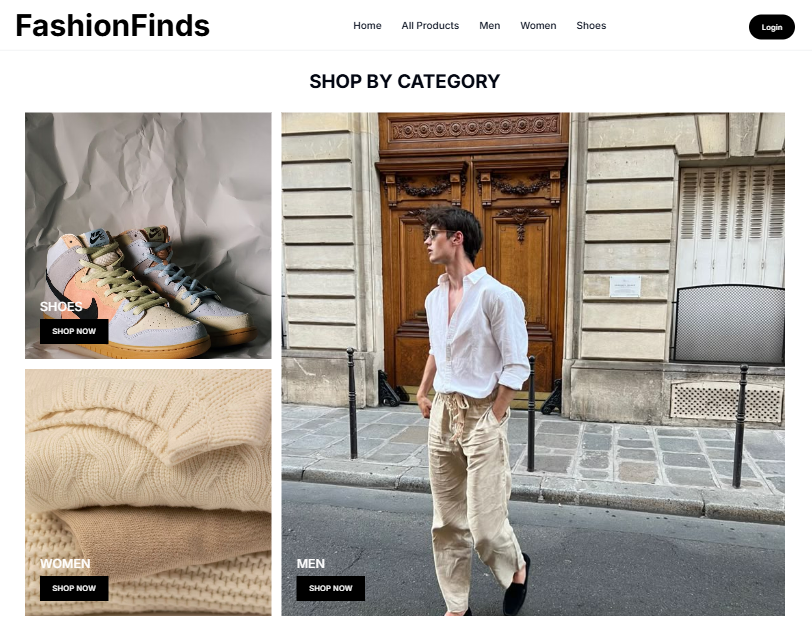 FashionFinds
Home All Products Men Women Shoes
Login
SHOP BY CATEGORY
SHOES
SHOP NOW
WOMEN
SHOP NOW
MEN
SHOP NOW